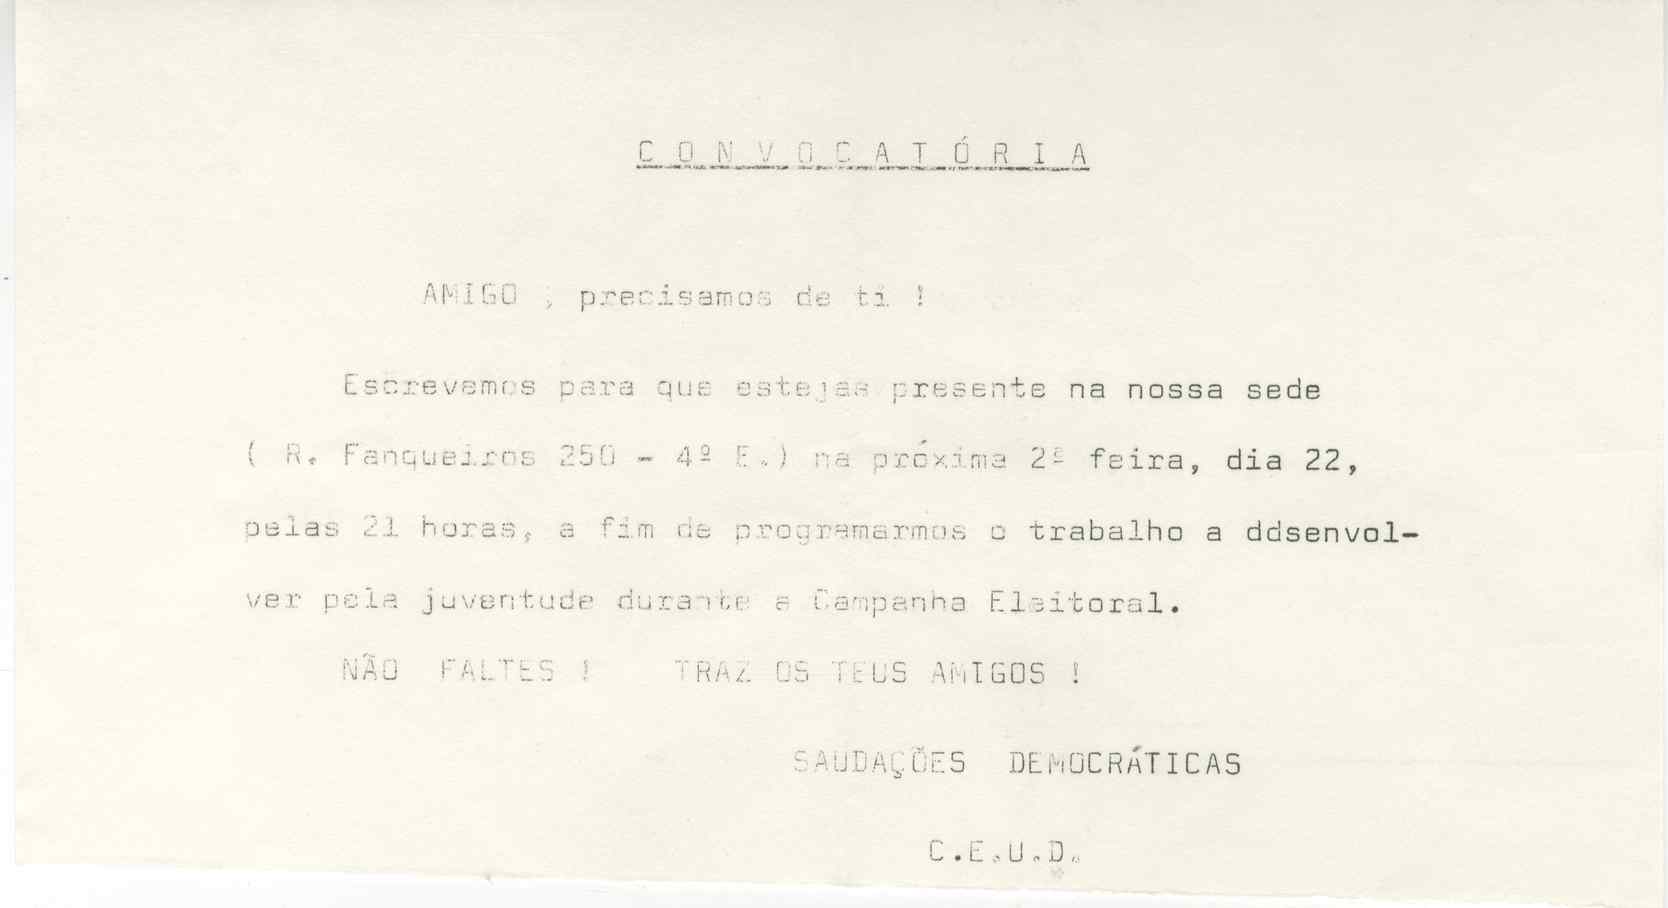 CONVOCATÓRIA
AMIGO , precisamos de ti !
Escrevemos para que estejas presente na nossa sede
( R. Fanqueiros 250 - 4º E.) na próxima 2ª feira, dia 22,
pelas 21 horas, a fim de programarmos o trabalho a ddsenvol-
ver pela juventude durante a Campanha Eleitoral.
NÃO FALTES ! TRAZ OS TEUS AMIGOS !
SAUDAÇÕES DEMOCRÁTICAS
C.E.U.D.